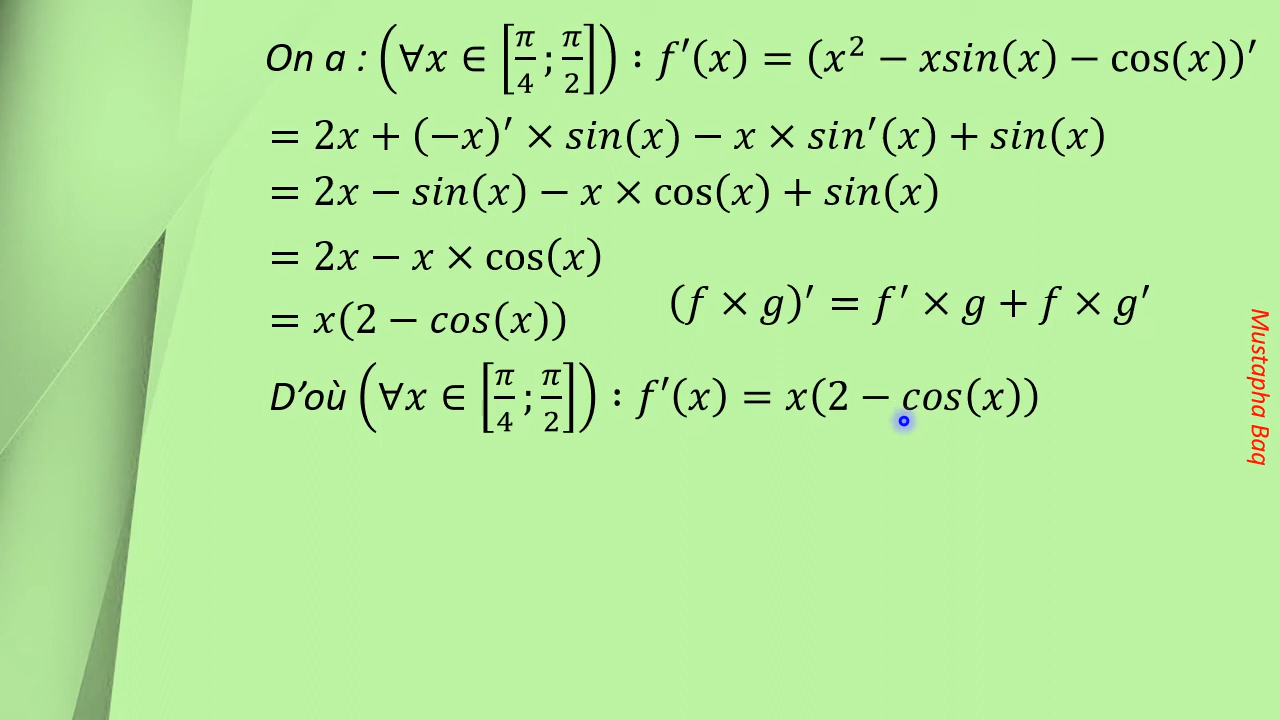 On a : (∀x ∈ [π/4 ; π/2]) : f′(x) = (x² − xsin(x) − cos(x))′
= 2x + (−x)′ × sin(x) − x × sin′(x) + sin(x)
= 2x − sin(x) − x × cos(x) + sin(x)
= 2x − x × cos(x)
= x(2 − cos(x))
(f × g)′ = f′ × g + f × g′
D’où (∀x ∈ [π/4 ; π/2]) : f′(x) = x(2 − cos(x))
Mustapha Baq